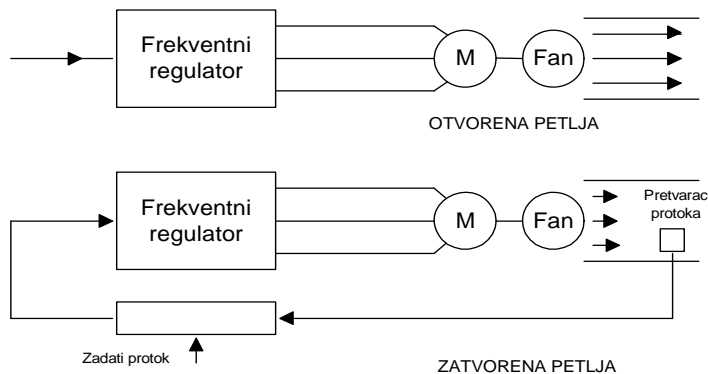 Frekventni
regulator
M
Fan
OTVORENA PETLJA
Frekventni
regulator
M
Fan
Pretvarac
protoka
Zadati protok
ZATVORENA PETLJA